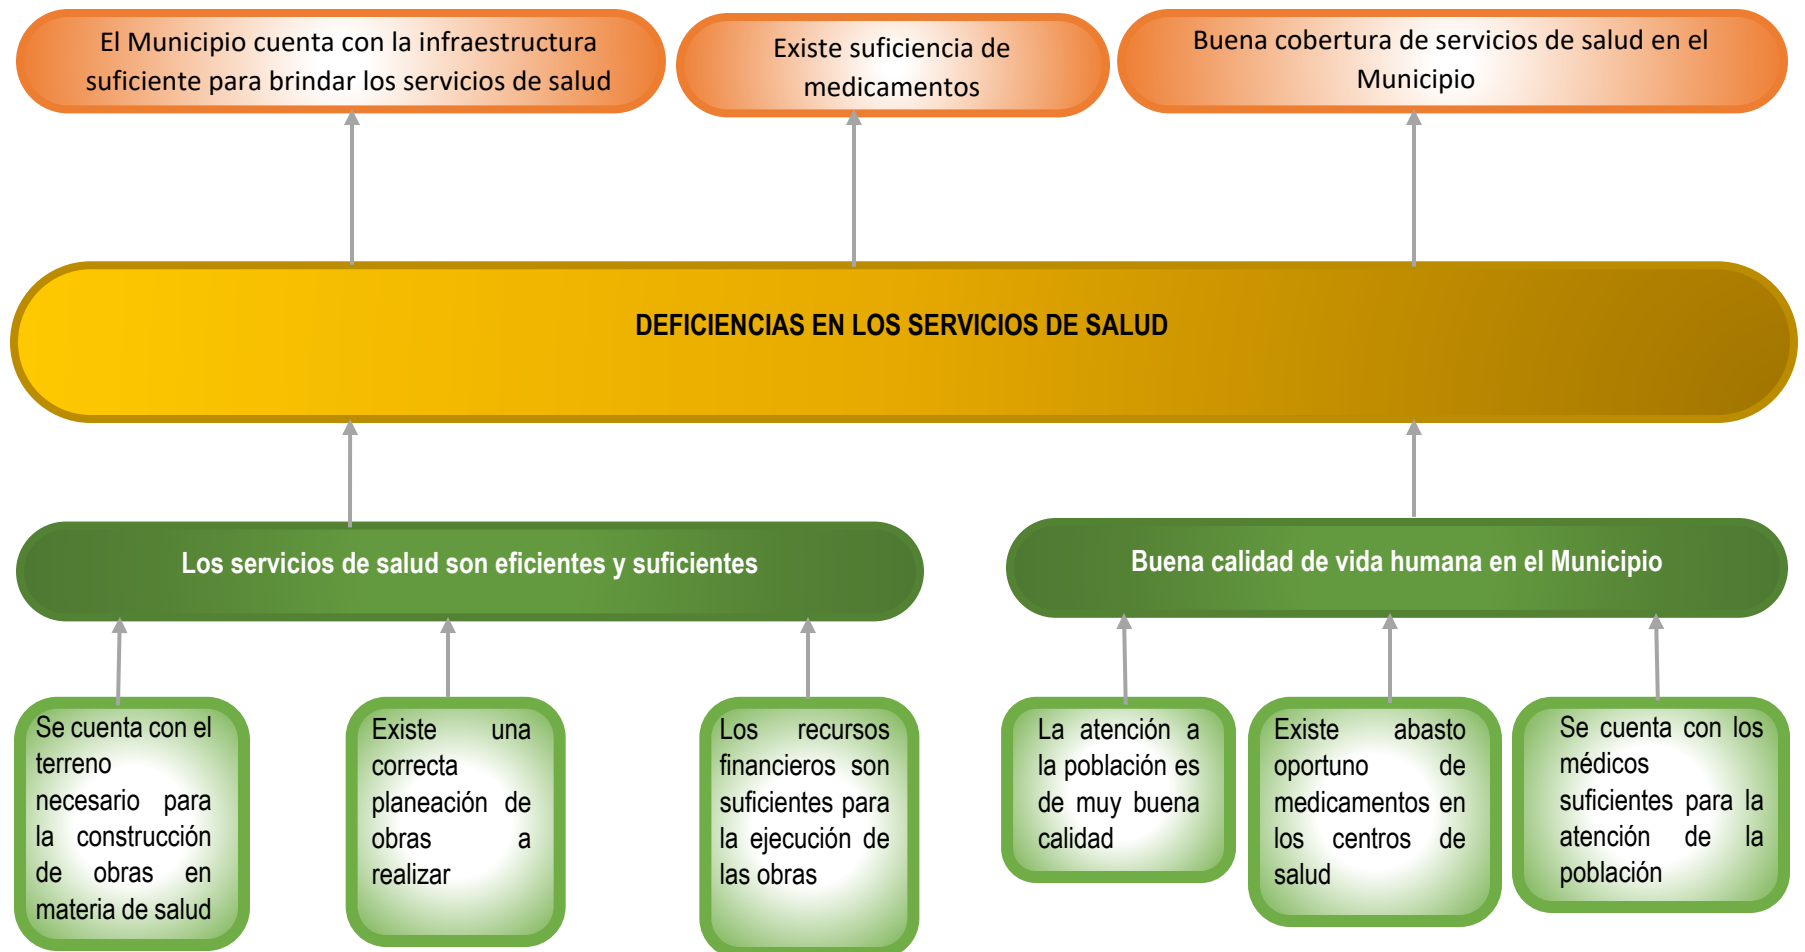 El Municipio cuenta con la infraestructura
suficiente para brindar los servicios de salud
Existe suficiencia de
medicamentos
Buena cobertura de servicios de salud en el
Municipio
DEFICIENCIAS EN LOS SERVICIOS DE SALUD
Los servicios de salud son eficientes y suficientes
Buena calidad de vida humana en el Municipio
Se cuenta con el
terreno
necesario para
la construcción
de obras en
materia de salud
Existe una
correcta
planeación de
obras a
realizar
Los recursos
financieros son
suficientes para
la ejecución de
las obras
La atención a
la población es
de muy buena
calidad
Existe abasto
oportuno de
medicamentos en
los centros de
salud
Se cuenta con los
médicos
suficientes para la
atención de la
población